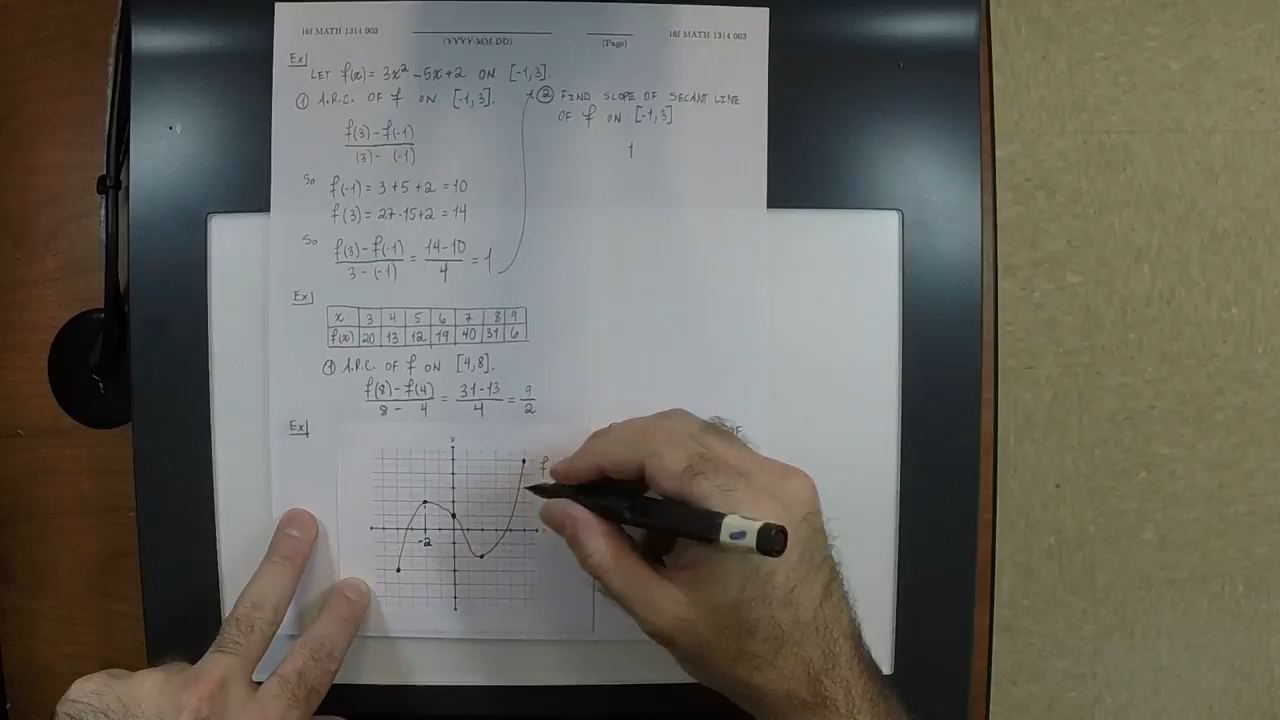 16J MATH 1314 003
(YYYY-MM-DD)
(Page)
16J MATH 1314 003
Ex]
LET f(x) = 3x² - 5x + 2 ON [-1,3].
① A.R.C. OF f ON [-1,3].
f(3) - f(-1)
(3) - (-1)
So f(-1) = 3 + 5 + 2 = 10
f(3) = 27 - 15 + 2 = 14
So f(3) - f(-1) / 3 - (-1) = 14 - 10 / 4 = 1
② FIND SLOPE OF SECANT LINE
OF f ON [-1,3].
1
Ex]
x 3 4 5 6 7 8 9
f(x) 20 13 12 19 40 31 6
① A.R.C. OF f ON [4,8].
f(8) - f(4) / 8 - 4 = 31 - 13 / 4 = 9 / 2
Ex]
f
-2